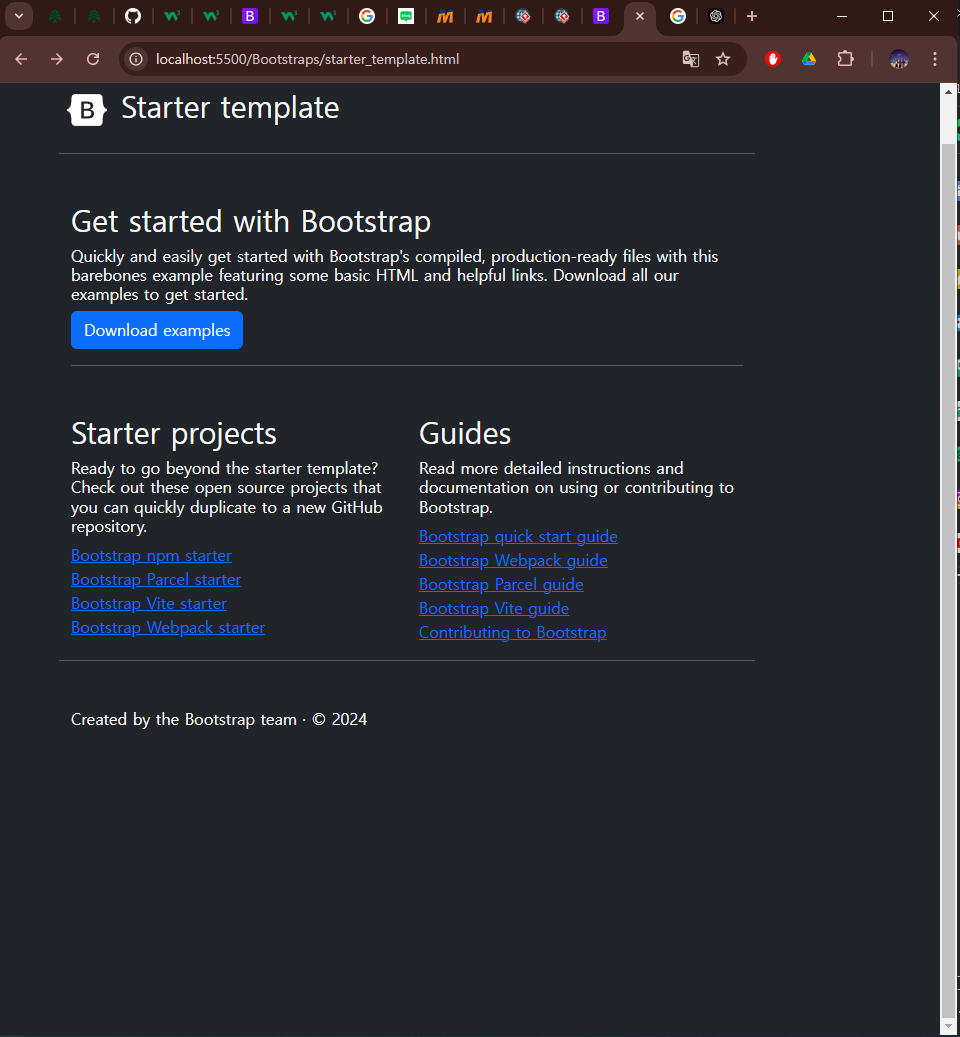 localhost:5500/Bootstraps/starter_template.html
B Starter template
Get started with Bootstrap
Quickly and easily get started with Bootstrap's compiled, production-ready files with this
barebones example featuring some basic HTML and helpful links. Download all our
examples to get started.
Download examples
Starter projects
Ready to go beyond the starter template?
Check out these open source projects that
you can quickly duplicate to a new GitHub
repository.
Bootstrap npm starter
Bootstrap Parcel starter
Bootstrap Vite starter
Bootstrap Webpack starter
Guides
Read more detailed instructions and
documentation on using or contributing to
Bootstrap.
Bootstrap quick start guide
Bootstrap Webpack guide
Bootstrap Parcel guide
Bootstrap Vite guide
Contributing to Bootstrap
Created by the Bootstrap team · © 2024